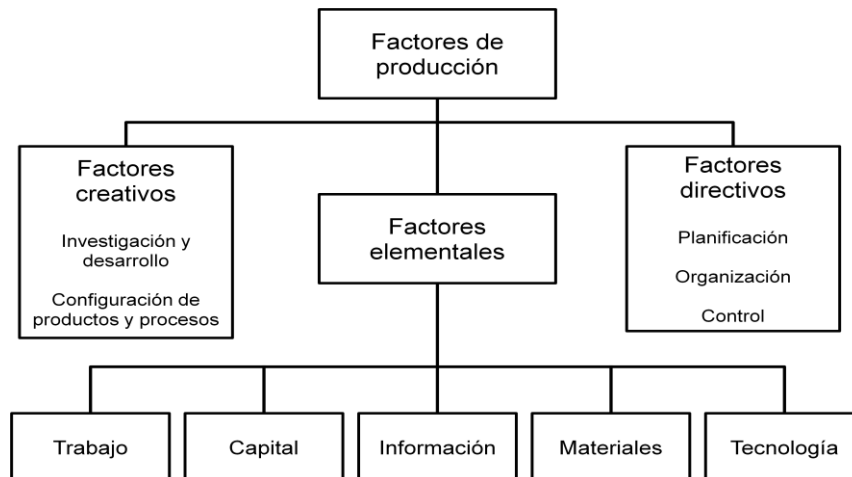 Factores de
producción
Factores
creativos
Investigación y
desarrollo
Configuración de
productos y procesos
Factores
elementales
Factores
directivos
Planificación
Organización
Control
Trabajo
Capital
Información
Materiales
Tecnología